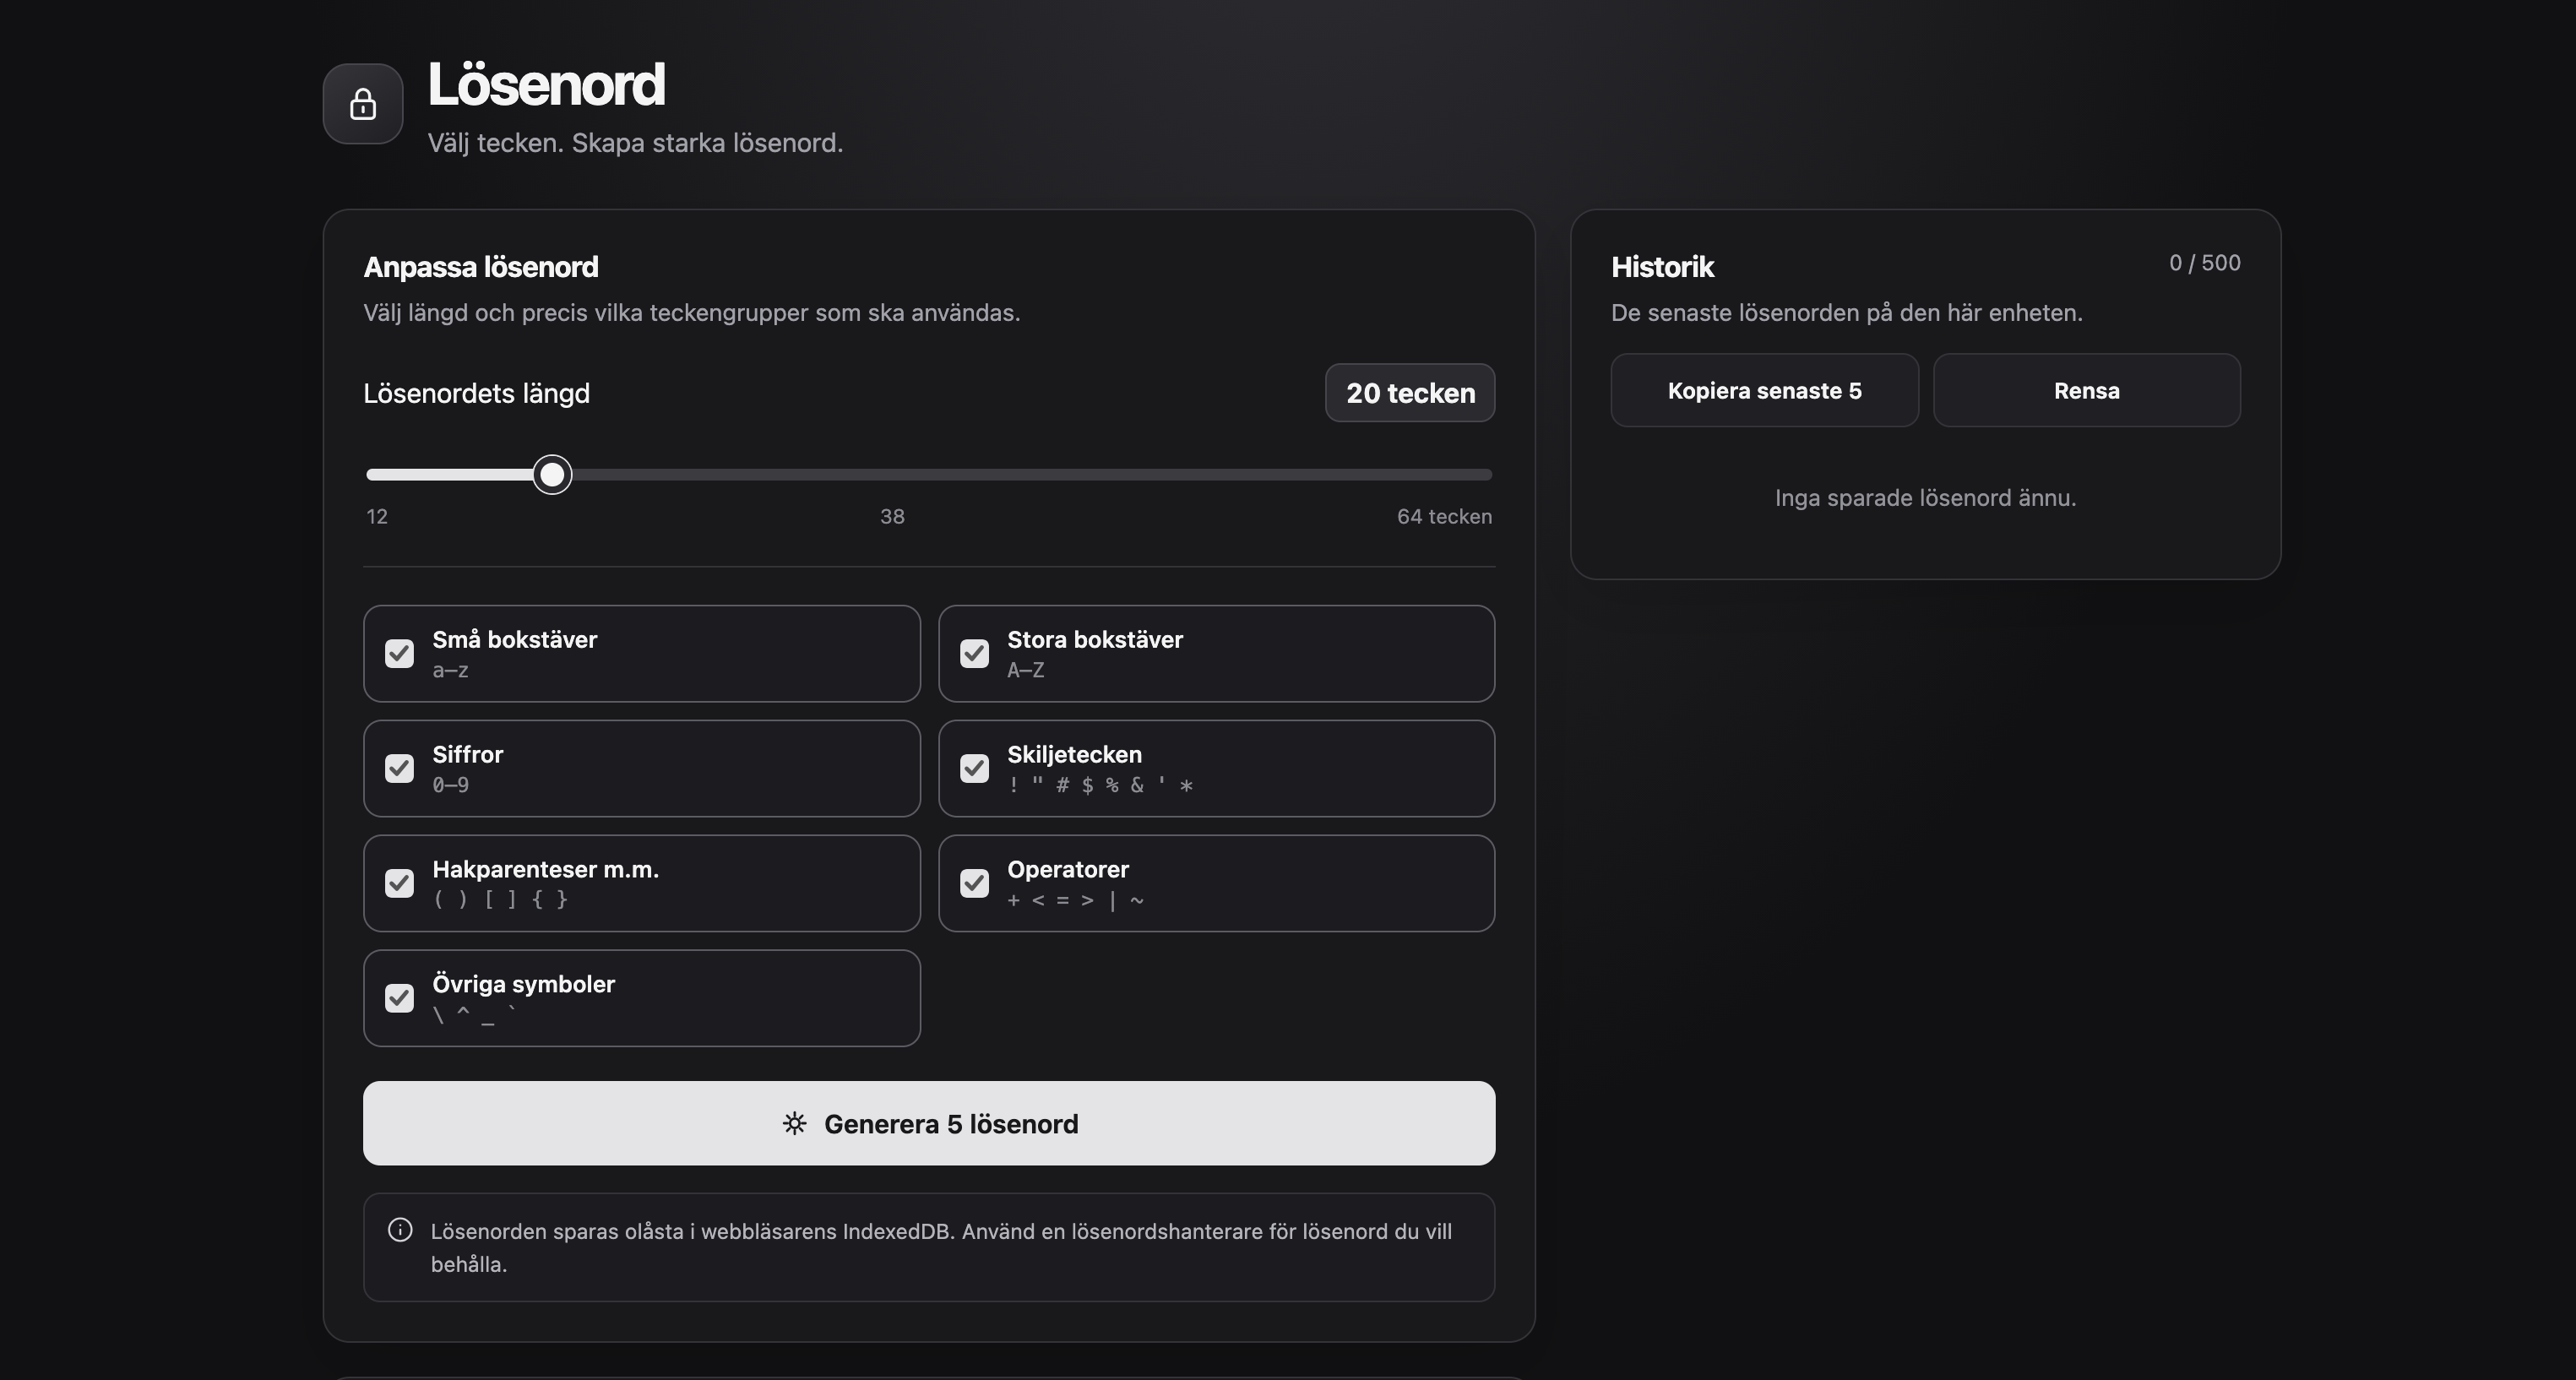 Lösenord
Välj tecken. Skapa starka lösenord.
Anpassa lösenord
Välj längd och precis vilka teckengrupper som ska användas.
Lösenordets längd
20 tecken
12
38
64 tecken
Små bokstäver
a–z
Stora bokstäver
A–Z
Siffror
0–9
Skiljetecken
! " # $ % & ' *
Hakparenteser m.m.
( ) [ ] { }
Operatorer
+ < = > | ~
Övriga symboler
\ ^ _ `
Generera 5 lösenord
Lösenorden sparas olåsta i webbläsarens IndexedDB. Använd en lösenordshanterare för lösenord du vill
behålla.
Historik
0 / 500
De senaste lösenorden på den här enheten.
Kopiera senaste 5
Rensa
Inga sparade lösenord ännu.